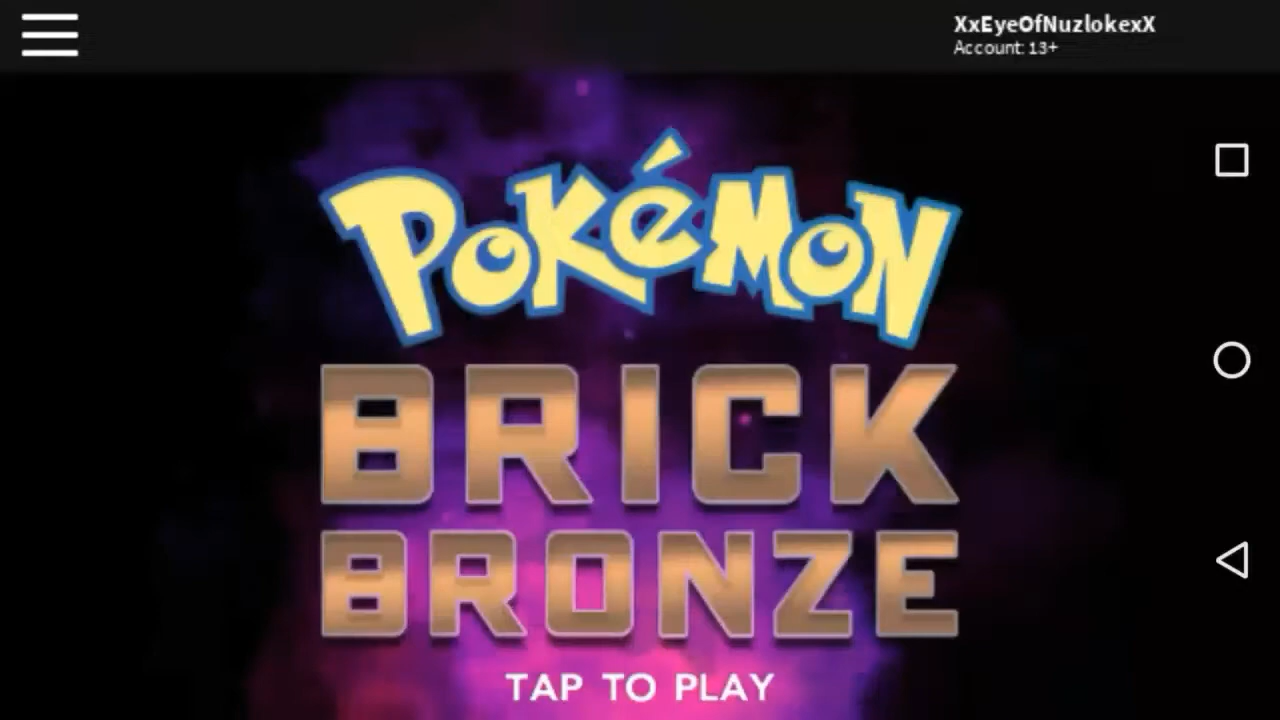 XxEyeOfNuzlokexX
Account: 13+
POKéMON
BRICK
BRONZE
TAP TO PLAY